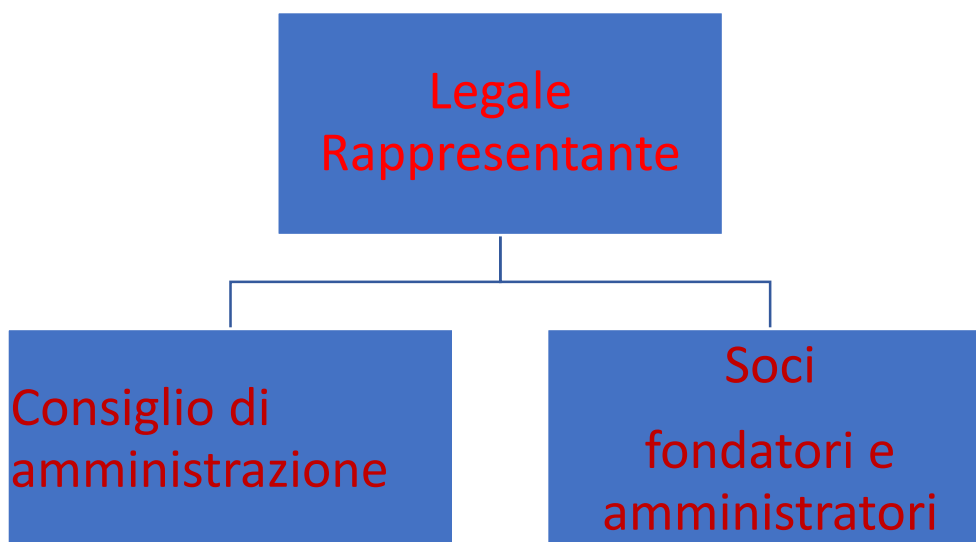 Legale
Rappresentante
Consiglio di
amministrazione
Soci
fondatori e
amministratori